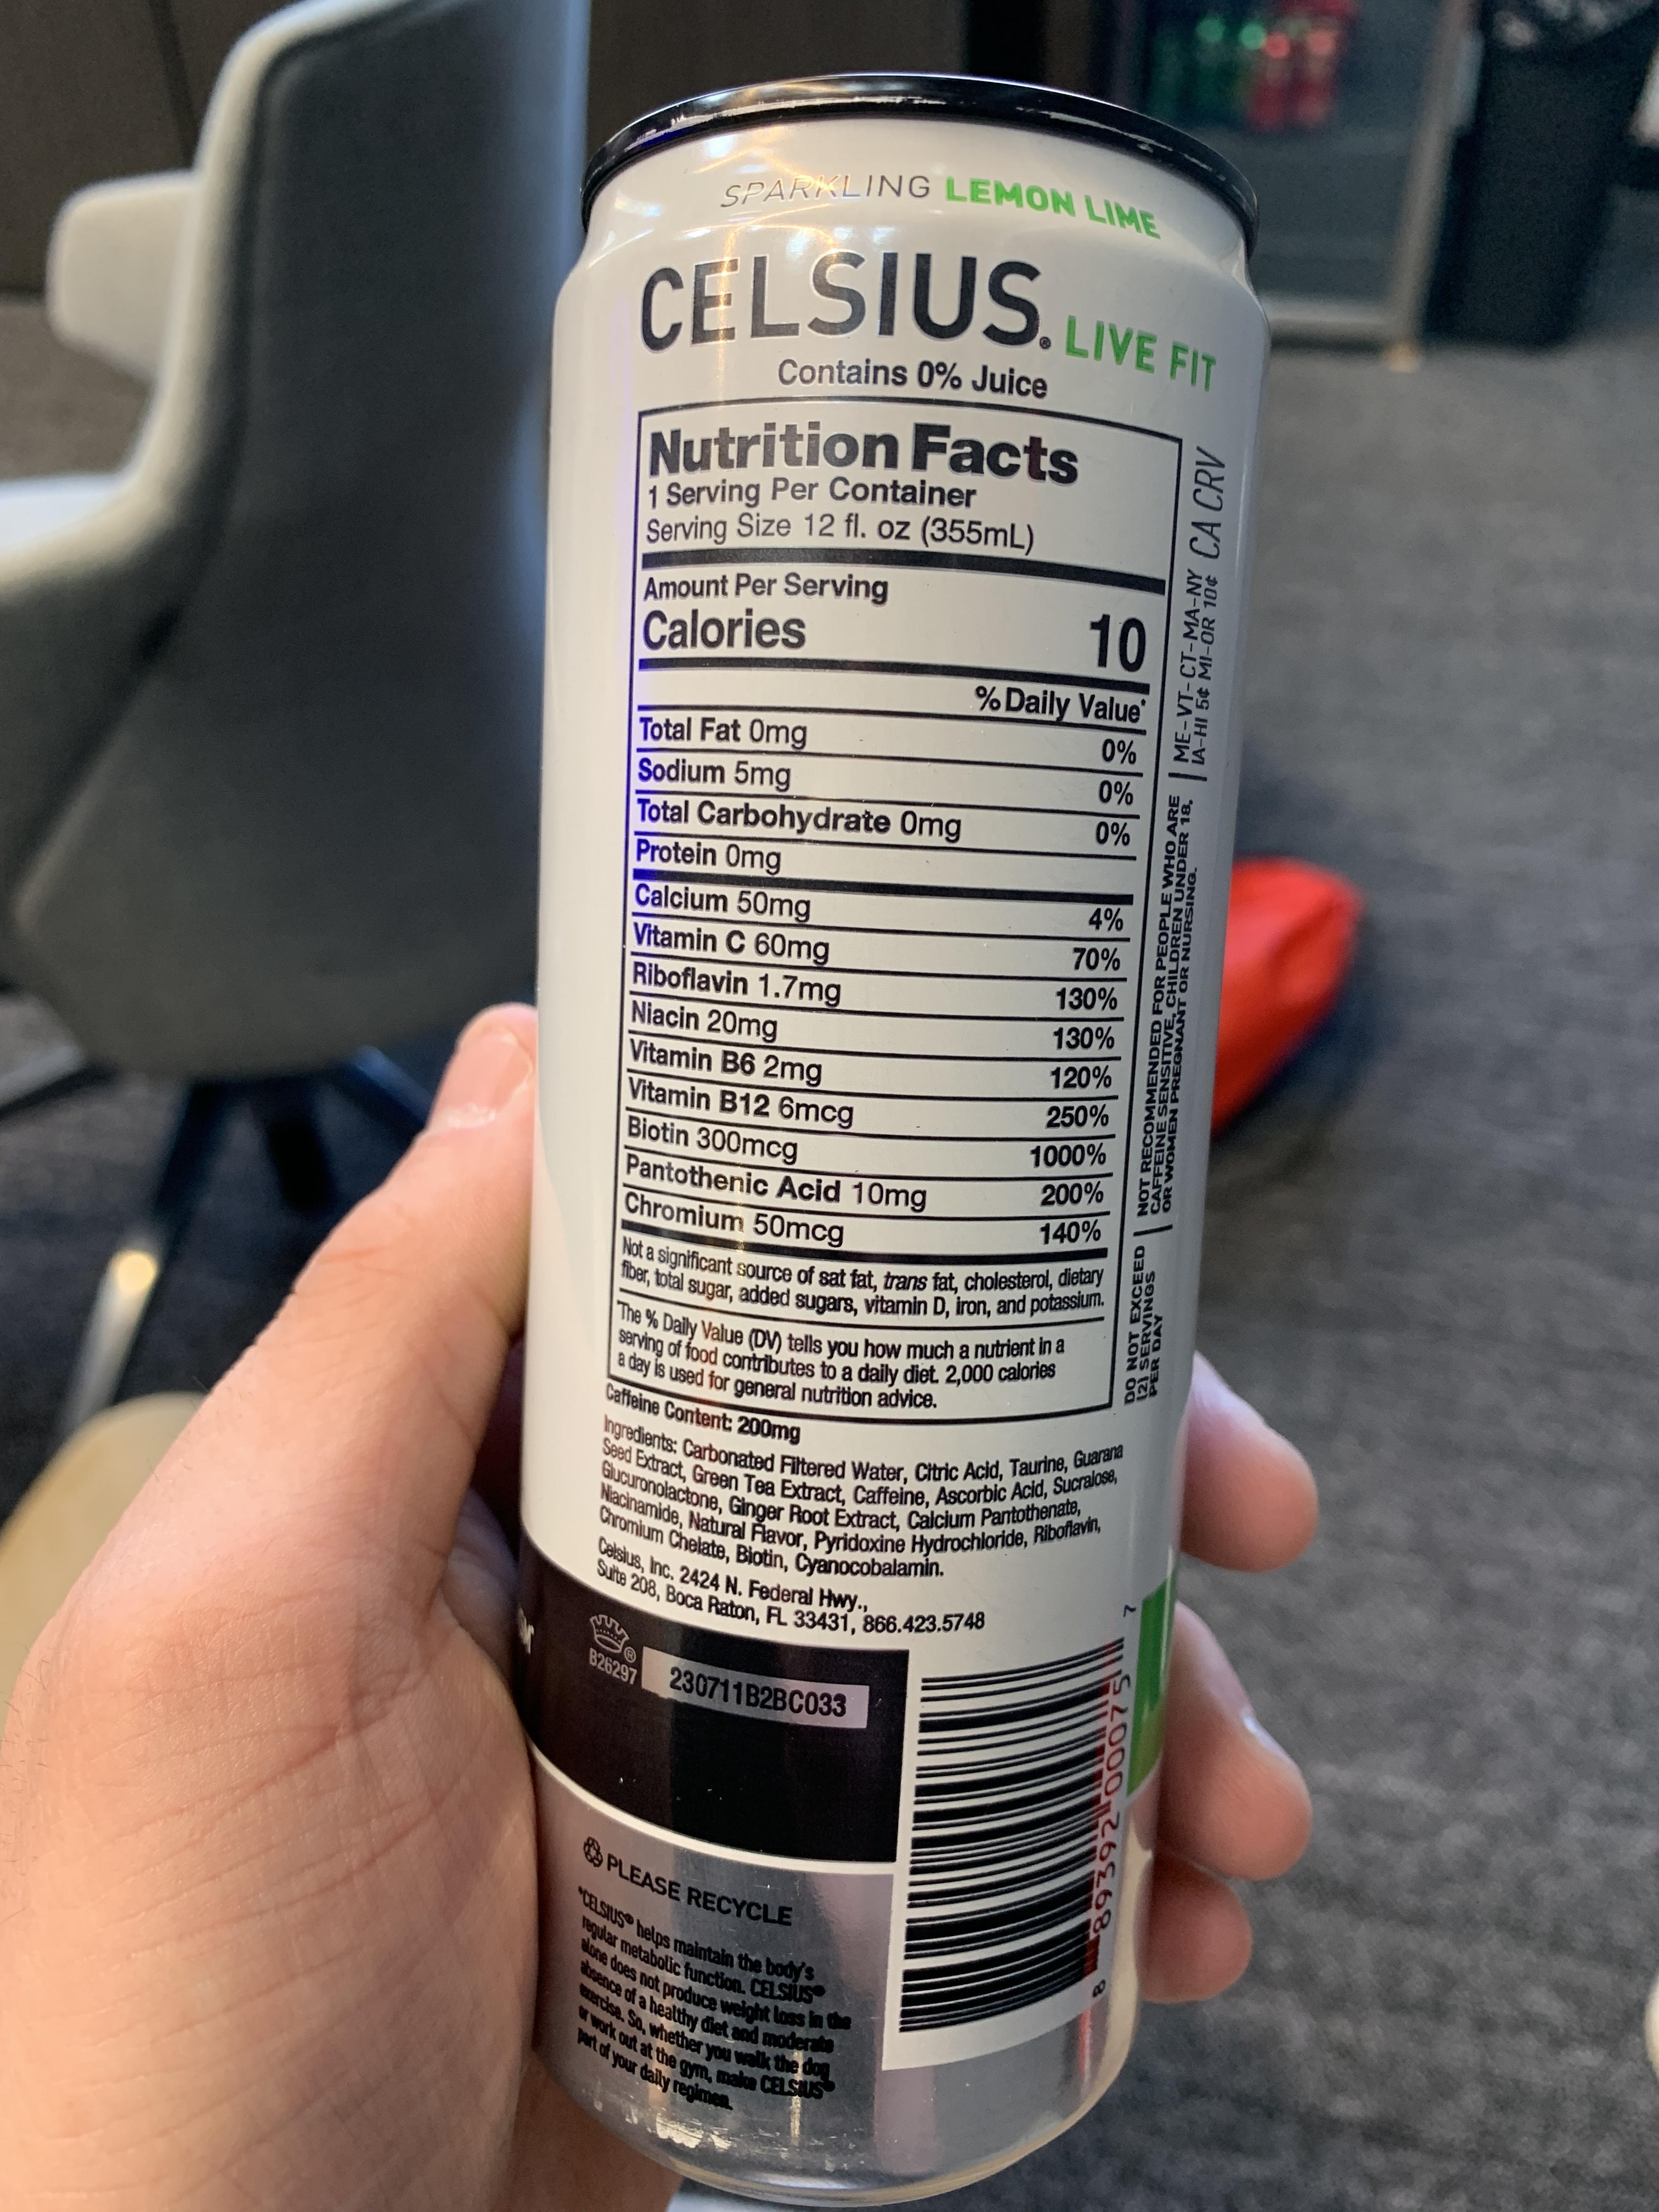 SPARKLING LEMON LIME
CELSIUS® LIVE FIT
Contains 0% Juice
Nutrition Facts
1 Serving Per Container
Serving Size 12 fl. oz (355mL)
Amount Per Serving
Calories 10
% Daily Value*
Total Fat 0mg 0%
Sodium 5mg 0%
Total Carbohydrate 0mg 0%
Protein 0mg
Calcium 50mg 4%
Vitamin C 60mg 70%
Riboflavin 1.7mg 130%
Niacin 20mg 130%
Vitamin B6 2mg 120%
Vitamin B12 6mcg 250%
Biotin 300mcg 1000%
Pantothenic Acid 10mg 200%
Chromium 50mcg 140%
Not a significant source of sat fat, trans fat, cholesterol, dietary
fiber, total sugar, added sugars, vitamin D, iron, and potassium.
*The % Daily Value (DV) tells you how much a nutrient in a
serving of food contributes to a daily diet. 2,000 calories
a day is used for general nutrition advice.
Caffeine Content: 200mg
Ingredients: Carbonated Filtered Water, Citric Acid, Taurine, Guarana
Seed Extract, Green Tea Extract, Caffeine, Ascorbic Acid, Sucralose,
Glucuronolactone, Ginger Root Extract, Calcium Pantothenate,
Niacinamide, Natural Flavor, Pyridoxine Hydrochloride, Riboflavin,
Chromium Chelate, Biotin, Cyanocobalamin.
Celsius, Inc. 2424 N. Federal Hwy.,
Suite 208, Boca Raton, FL 33431, 866.423.5748
DO NOT EXCEED
(2) SERVINGS
PER DAY
NOT RECOMMENDED FOR PEOPLE WHO ARE
CAFFEINE SENSITIVE, CHILDREN UNDER 18,
OR WOMEN PREGNANT OR NURSING.
ME-VT-CT-MA-NY
IA-HI 5¢ MI-OR 10¢
CA CRV
®
B26297
230711B2BC033
8 89392 00075 7
PLEASE RECYCLE
*CELSIUS® helps maintain the body's
regular metabolic function. CELSIUS®
alone does not produce weight loss in the
absence of a healthy diet and moderate
exercise. So, whether you walk the dog
or work out at the gym, make CELSIUS®
part of your daily regimen.